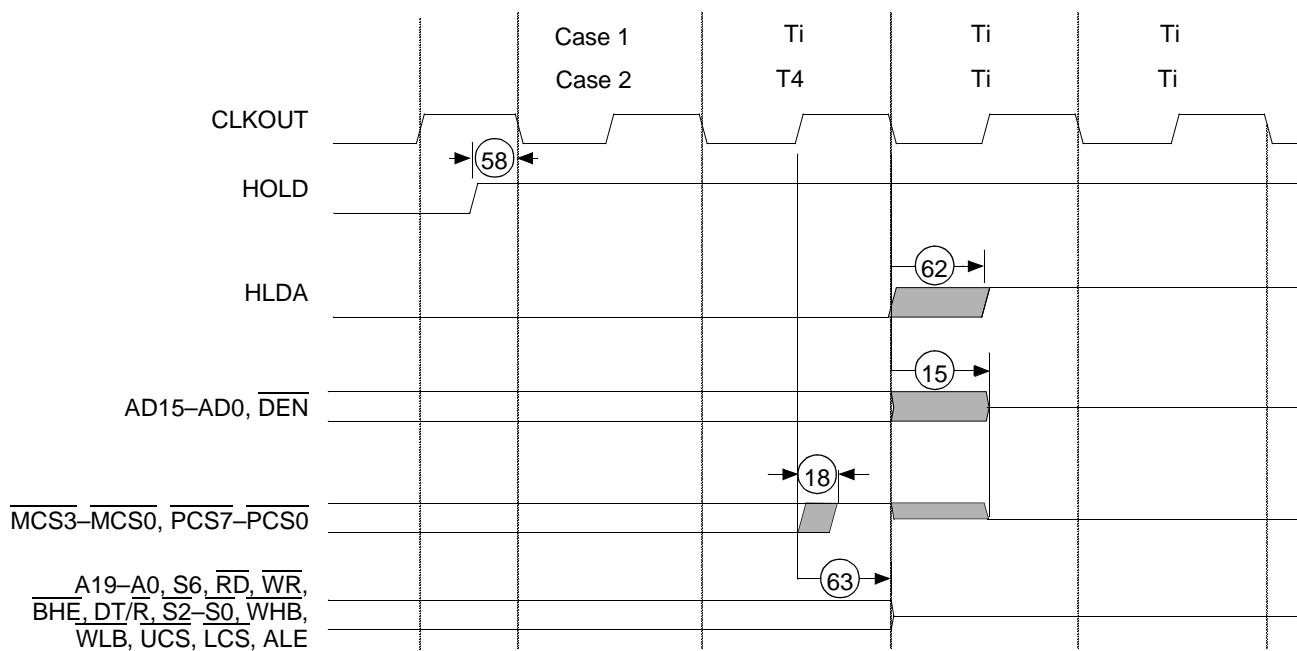 Case 1 Ti Ti Ti
Case 2 T4 Ti Ti
CLKOUT
58
HOLD
62
HLDA
15
AD15–AD0, DEN
18
MCS3–MCS0, PCS7–PCS0
63
A19–A0, S6, RD, WR,
BHE, DT/R, S2–S0, WHB,
WLB, UCS, LCS, ALE